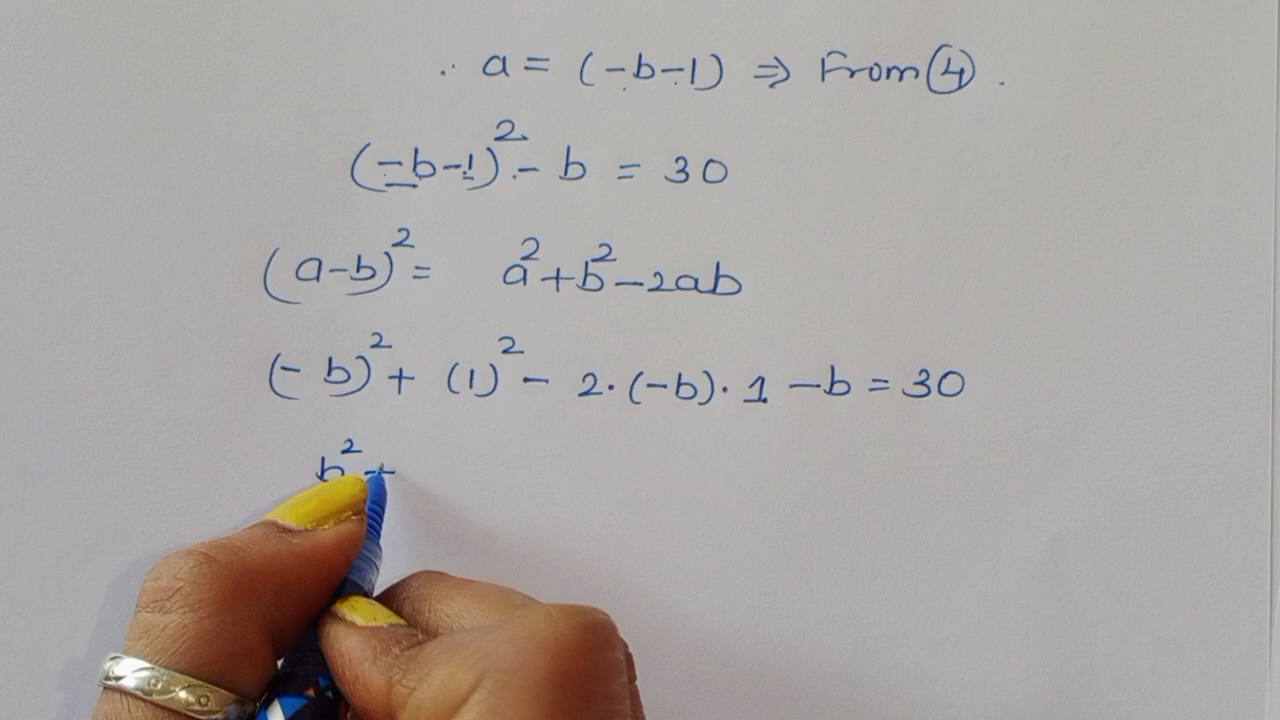 ∴ a = (-b-1) ⇒ From ④.
(-b-1)² - b = 30
(a-b)² = a²+b²-2ab
(-b)² + (1)² - 2·(-b)·1 -b = 30
b² +